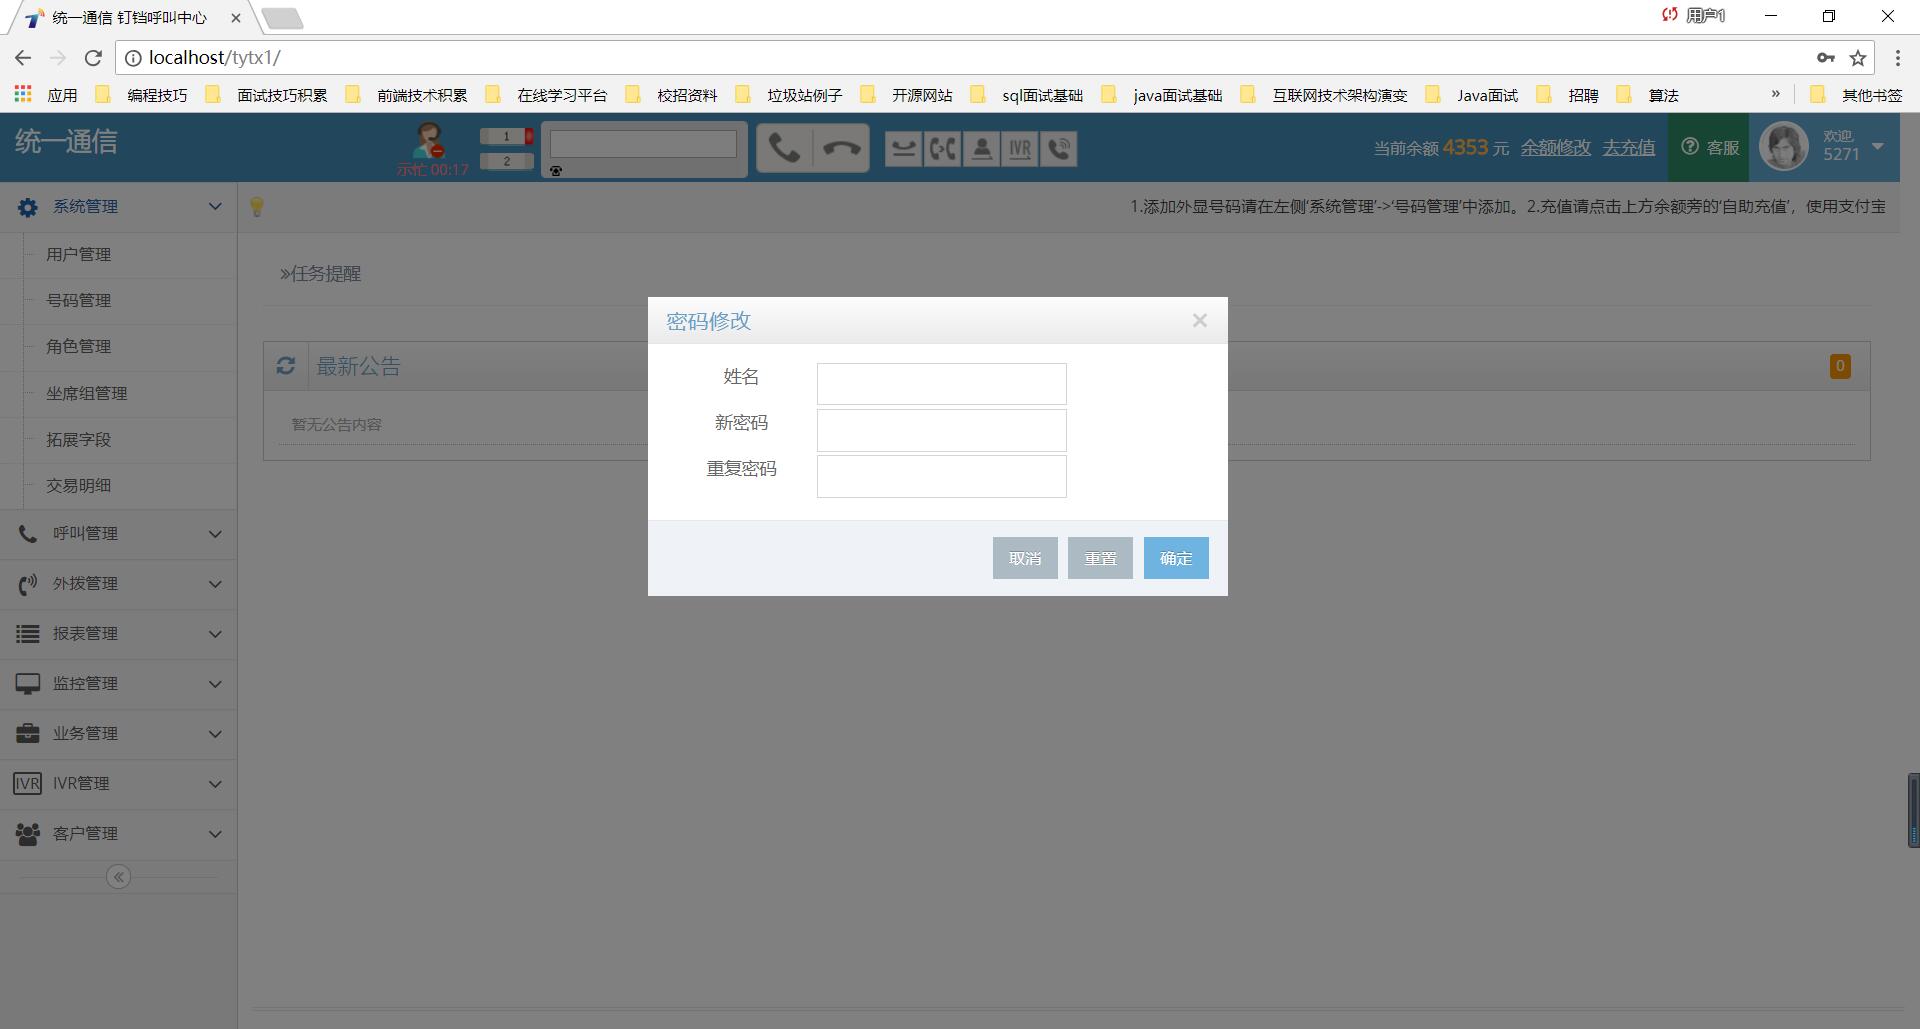 统一通信 钉铛呼叫中心
用户1
localhost/tytx1/
应用 编程技巧 面试技巧积累 前端技术积累 在线学习平台 校招资料 垃圾站例子 开源网站 sql面试基础 java面试基础 互联网技术架构演变 Java面试 招聘 算法 » 其他书签
统一通信
示忙 00:17
1
2
IVR
当前余额 4353 元 余额修改 去充值
客服
欢迎,
5271
系统管理
1.添加外显号码请在左侧‘系统管理’->‘号码管理’中添加。2.充值请点击上方余额旁的‘自助充值’，使用支付宝
用户管理
号码管理
角色管理
坐席组管理
拓展字段
交易明细
呼叫管理
外拨管理
报表管理
监控管理
业务管理
IVR IVR管理
客户管理
»任务提醒
最新公告
0
暂无公告内容
密码修改
姓名
新密码
重复密码
取消 重置 确定